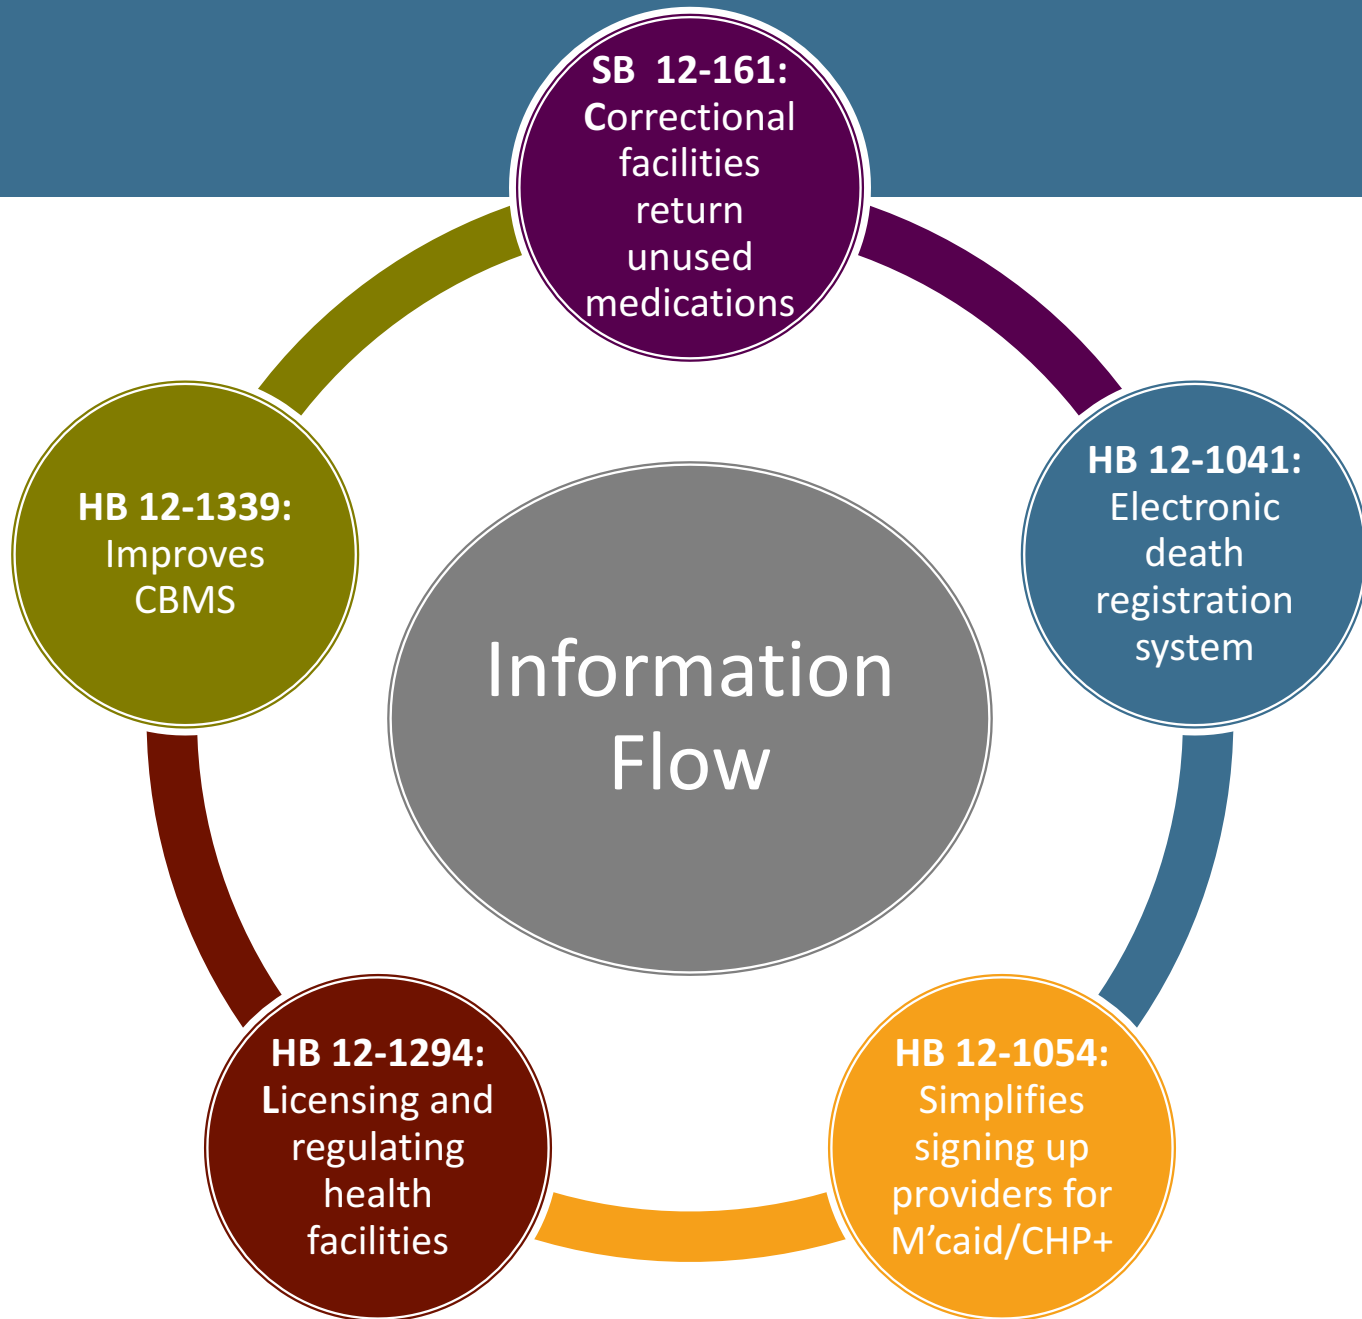 SB 12-161:
Correctional
facilities
return
unused
medications
HB 12-1041:
Electronic
death
registration
system
HB 12-1054:
Simplifies
signing up
providers for
M’caid/CHP+
HB 12-1294:
Licensing and
regulating
health
facilities
HB 12-1339:
Improves
CBMS
Information
Flow